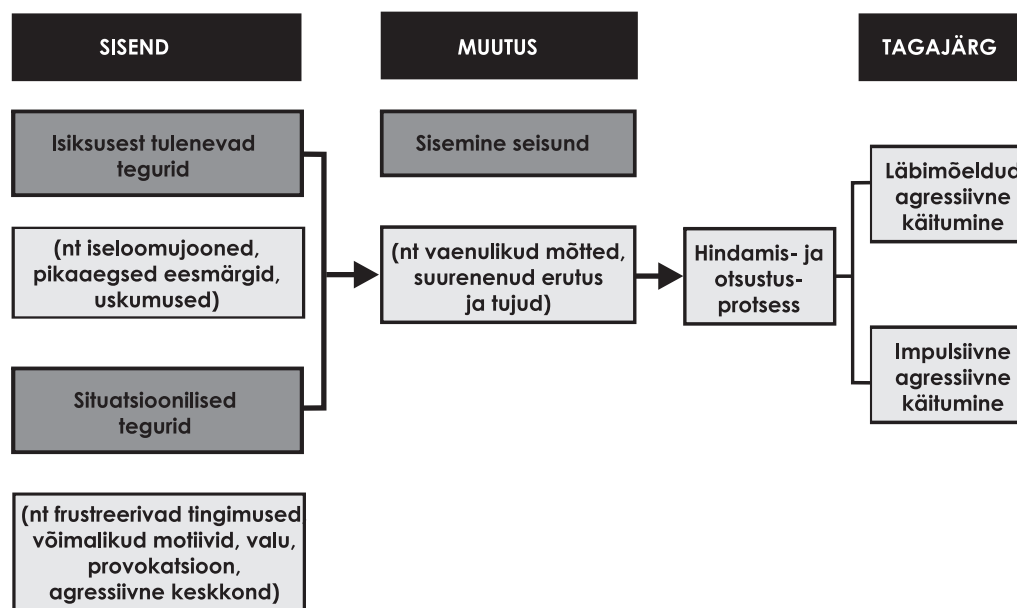 SISEND
Isiksusest tulenevad
tegurid
(nt iseloomujooned,
pikaaegsed eesmärgid,
uskumused)
Situatsioonilised
tegurid
(nt frustreerivad tingimused
võimalikud motiivid, valu,
provokatsioon,
agressiivne keskkond)
MUUTUS
Sisemine seisund
(nt vaenulikud mõtted,
suurenenud erutus
ja tujud)
Hindamis- ja
otsustus-
protsess
TAGAJÄRG
Läbimõeldud
agressiivne
käitumine
Impulsiivne
agressiivne
käitumine